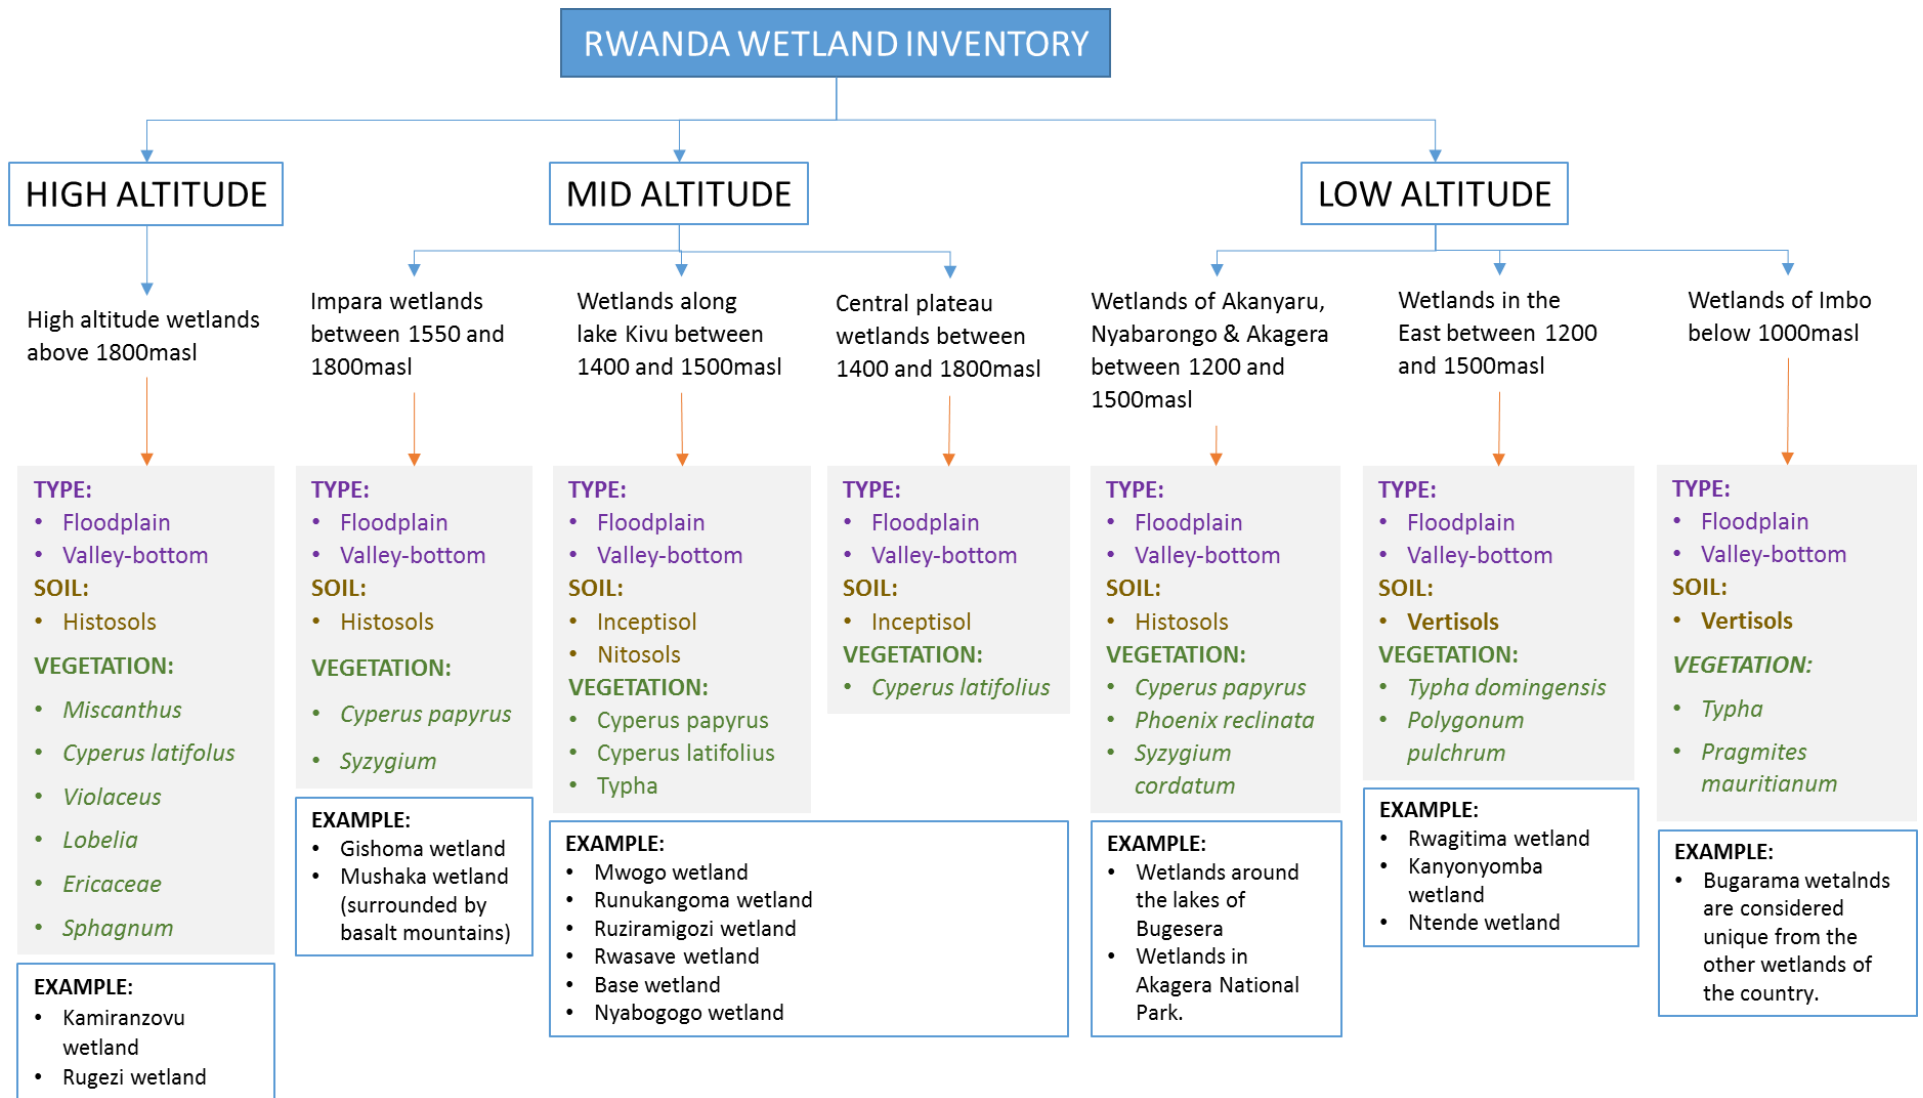 RWANDA WETLAND INVENTORY
HIGH ALTITUDE
MID ALTITUDE
LOW ALTITUDE
High altitude wetlands
above 1800masl
Impara wetlands
between 1550 and
1800masl
Wetlands along
lake Kivu between
1400 and 1500masl
Central plateau
wetlands between
1400 and 1800masl
Wetlands of Akanyaru,
Nyabarongo & Akagera
between 1200 and
1500masl
Wetlands in the
East between 1200
and 1500masl
Wetlands of Imbo
below 1000masl
TYPE:
• Floodplain
• Valley-bottom
SOIL:
• Histosols
VEGETATION:
• Miscanthus
• Cyperus latifolus
• Violaceus
• Lobelia
• Ericaceae
• Sphagnum
EXAMPLE:
• Kamiranzovu
wetland
• Rugezi wetland
TYPE:
• Floodplain
• Valley-bottom
SOIL:
• Histosols
VEGETATION:
• Cyperus papyrus
• Syzygium
EXAMPLE:
• Gishoma wetland
• Mushaka wetland
(surrounded by
basalt mountains)
TYPE:
• Floodplain
• Valley-bottom
SOIL:
• Inceptisol
• Nitosols
VEGETATION:
• Cyperus papyrus
• Cyperus latifolius
• Typha
TYPE:
• Floodplain
• Valley-bottom
SOIL:
• Inceptisol
VEGETATION:
• Cyperus latifolius
EXAMPLE:
• Mwogo wetland
• Runukangoma wetland
• Ruziramigozi wetland
• Rwasave wetland
• Base wetland
• Nyabogogo wetland
TYPE:
• Floodplain
• Valley-bottom
SOIL:
• Histosols
VEGETATION:
• Cyperus papyrus
• Phoenix reclinata
• Syzygium
cordatum
EXAMPLE:
• Wetlands around
the lakes of
Bugesera
• Wetlands in
Akagera National
Park.
TYPE:
• Floodplain
• Valley-bottom
SOIL:
• Vertisols
VEGETATION:
• Typha domingensis
• Polygonum
pulchrum
EXAMPLE:
• Rwagitima wetland
• Kanyonyomba
wetland
• Ntende wetland
TYPE:
• Floodplain
• Valley-bottom
SOIL:
• Vertisols
VEGETATION:
• Typha
• Pragmites
mauritianum
EXAMPLE:
• Bugarama wetalnds
are considered
unique from the
other wetlands of
the country.